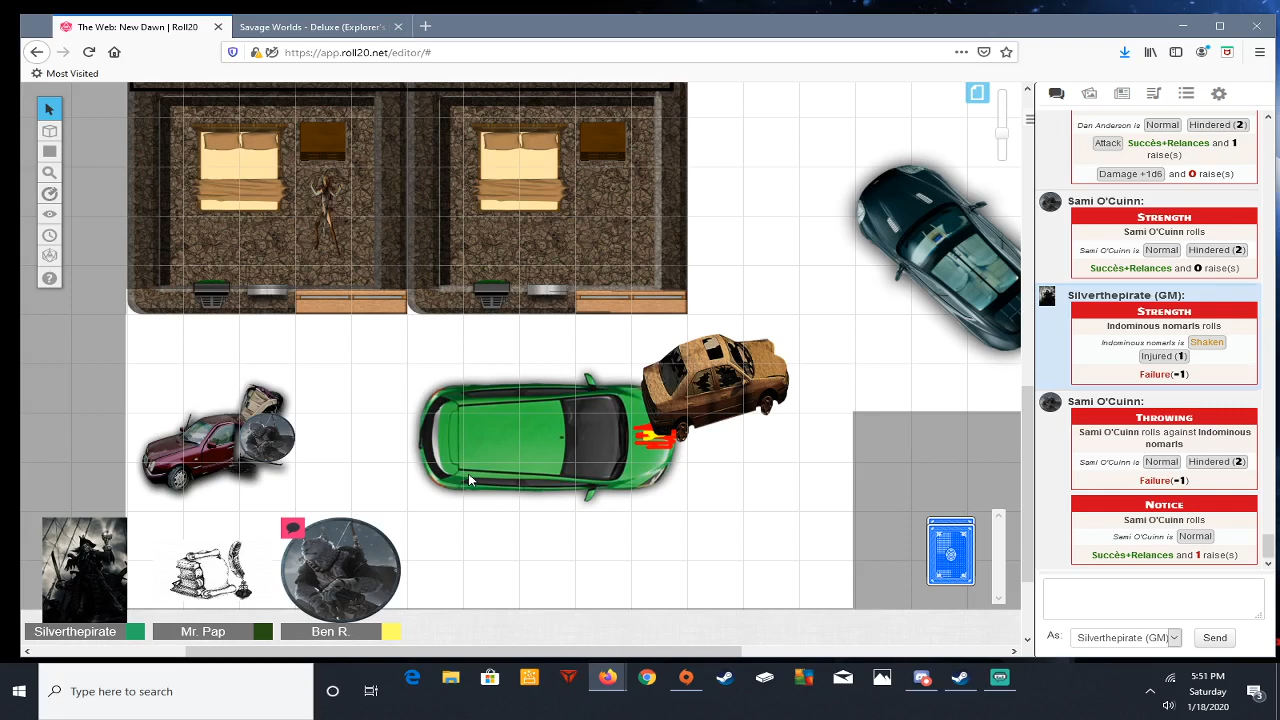 The Web: New Dawn | Roll20
Savage Worlds - Deluxe (Explorer's
https://app.roll20.net/editor/#
Most Visited
Dan Anderson is Normal Hindered (2)
Attack Succès+Relances and 1
raise(s)
Damage +1d6 and 0 raise(s)
Sami O'Cuinn:
STRENGTH
Sami O'Cuinn rolls
Sami O'Cuinn is Normal Hindered (2)
Succès+Relances and 0 raise(s)
Silverthepirate (GM):
STRENGTH
Indominous nomaris rolls
Indominous nomaris is Shaken
Injured (1)
Failure(-1)
Sami O'Cuinn:
THROWING
Sami O'Cuinn rolls against Indominous
nomaris
Sami O'Cuinn is Normal Hindered (2)
Failure(-1)
NOTICE
Sami O'Cuinn rolls
Sami O'Cuinn is Normal
Succès+Relances and 1 raise(s)
As: Silverthepirate (GM) Send
Silverthepirate
Mr. Pap
Ben R.
Type here to search
5:51 PM
Saturday
1/18/2020
3